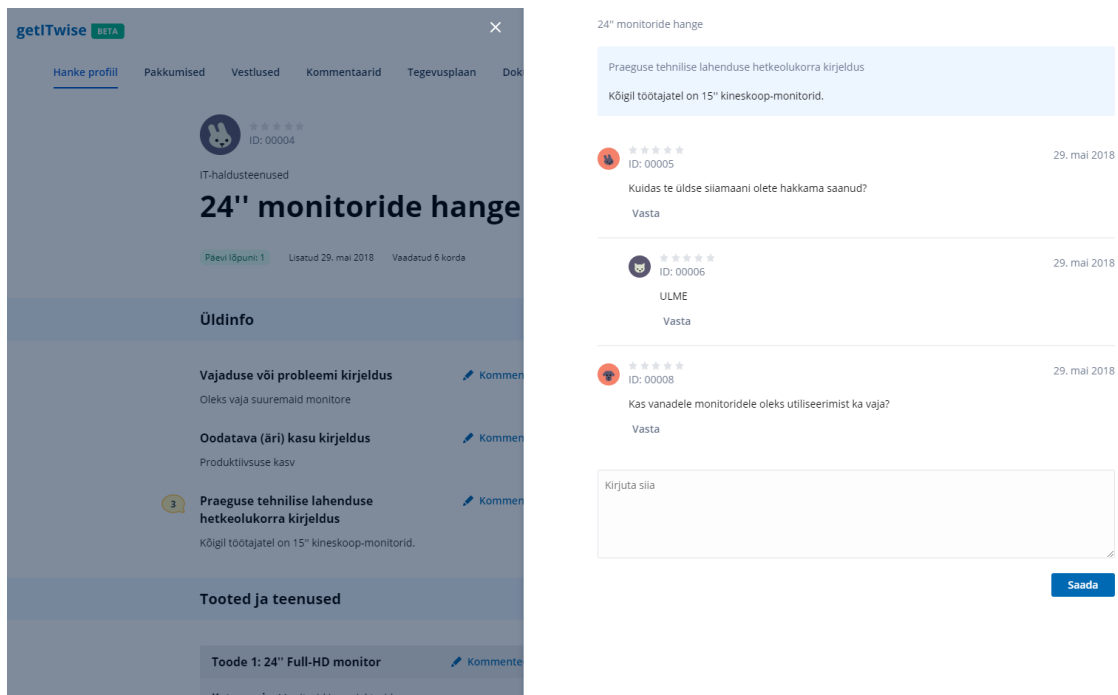 getITwise BETA
Hanke profiil Pakkumised Vestlused Kommentaarid Tegevusplaan
ID: 00004
IT-haldusteenused
24'' monitoride hange
Päevi lõpuni: 1 Lisatud 29. mai 2018 Vaadatud 6 korda
Üldinfo
Vajaduse või probleemi kirjeldus Kommen
Oleks vaja suuremaid monitore
Oodatava (äri) kasu kirjeldus Kommen
Produktiivsuse kasv
3 Praeguse tehnilise lahenduse Kommen
hetkeolukorra kirjeldus
Kõigil töötajatel on 15'' kineskoop-monitorid.
Tooted ja teenused
Toode 1: 24'' Full-HD monitor Kommente
24'' monitoride hange
Praeguse tehnilise lahenduse hetkeolukorra kirjeldus
Kõigil töötajatel on 15'' kineskoop-monitorid.
ID: 00005 29. mai 2018
Kuidas te üldse siiamaani olete hakkama saanud?
Vasta
ID: 00006 29. mai 2018
ULME
Vasta
ID: 00008 29. mai 2018
Kas vanadele monitoridele oleks utiliseerimist ka vaja?
Vasta
Kirjuta siia
Saada